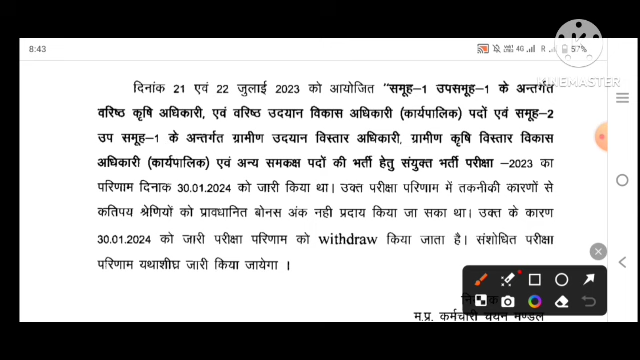 8:43
57%
KINEMASTER
दिनांक 21 एवं 22 जुलाई 2023 को आयोजित "समूह-1 उपसमूह-1 के अन्तर्गत
वरिष्ठ कृषि अधिकारी, एवं वरिष्ठ उदयान विकास अधिकारी (कार्यपालिक) पदों एवं समूह-2
उप समूह-1 के अन्तर्गत ग्रामीण उदयान विस्तार अधिकारी, ग्रामीण कृषि विस्तार विकास
अधिकारी (कार्यपालिक) एवं अन्य समकक्ष पदों की भर्ती हेतु संयुक्त भर्ती परीक्षा –2023 का
परिणाम दिनाक 30.01.2024 को जारी किया था। उक्त परीक्षा परिणाम में तकनीकी कारणों से
कतिपय श्रेणियों को प्रावधानित बोनस अंक नही प्रदाय किया जा सका था। उक्त के कारण
30.01.2024 को जारी परीक्षा परिणाम को withdraw किया जाता है। संशोधित परीक्षा
परिणाम यथाशीघ्र जारी किया जायेगा ।
म.प्र. कर्मचारी चयन मण्डल